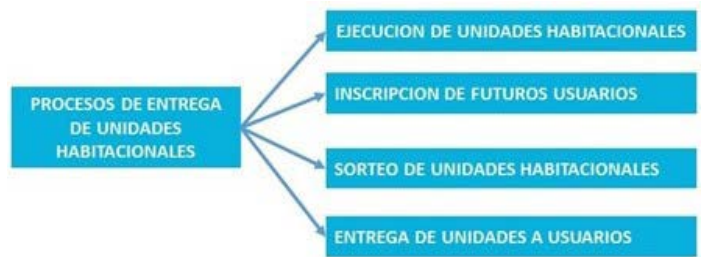 PROCESOS DE ENTREGA
DE UNIDADES
HABITACIONALES
EJECUCION DE UNIDADES HABITACIONALES
INSCRIPCION DE FUTUROS USUARIOS
SORTEO DE UNIDADES HABITACIONALES
ENTREGA DE UNIDADES A USUARIOS